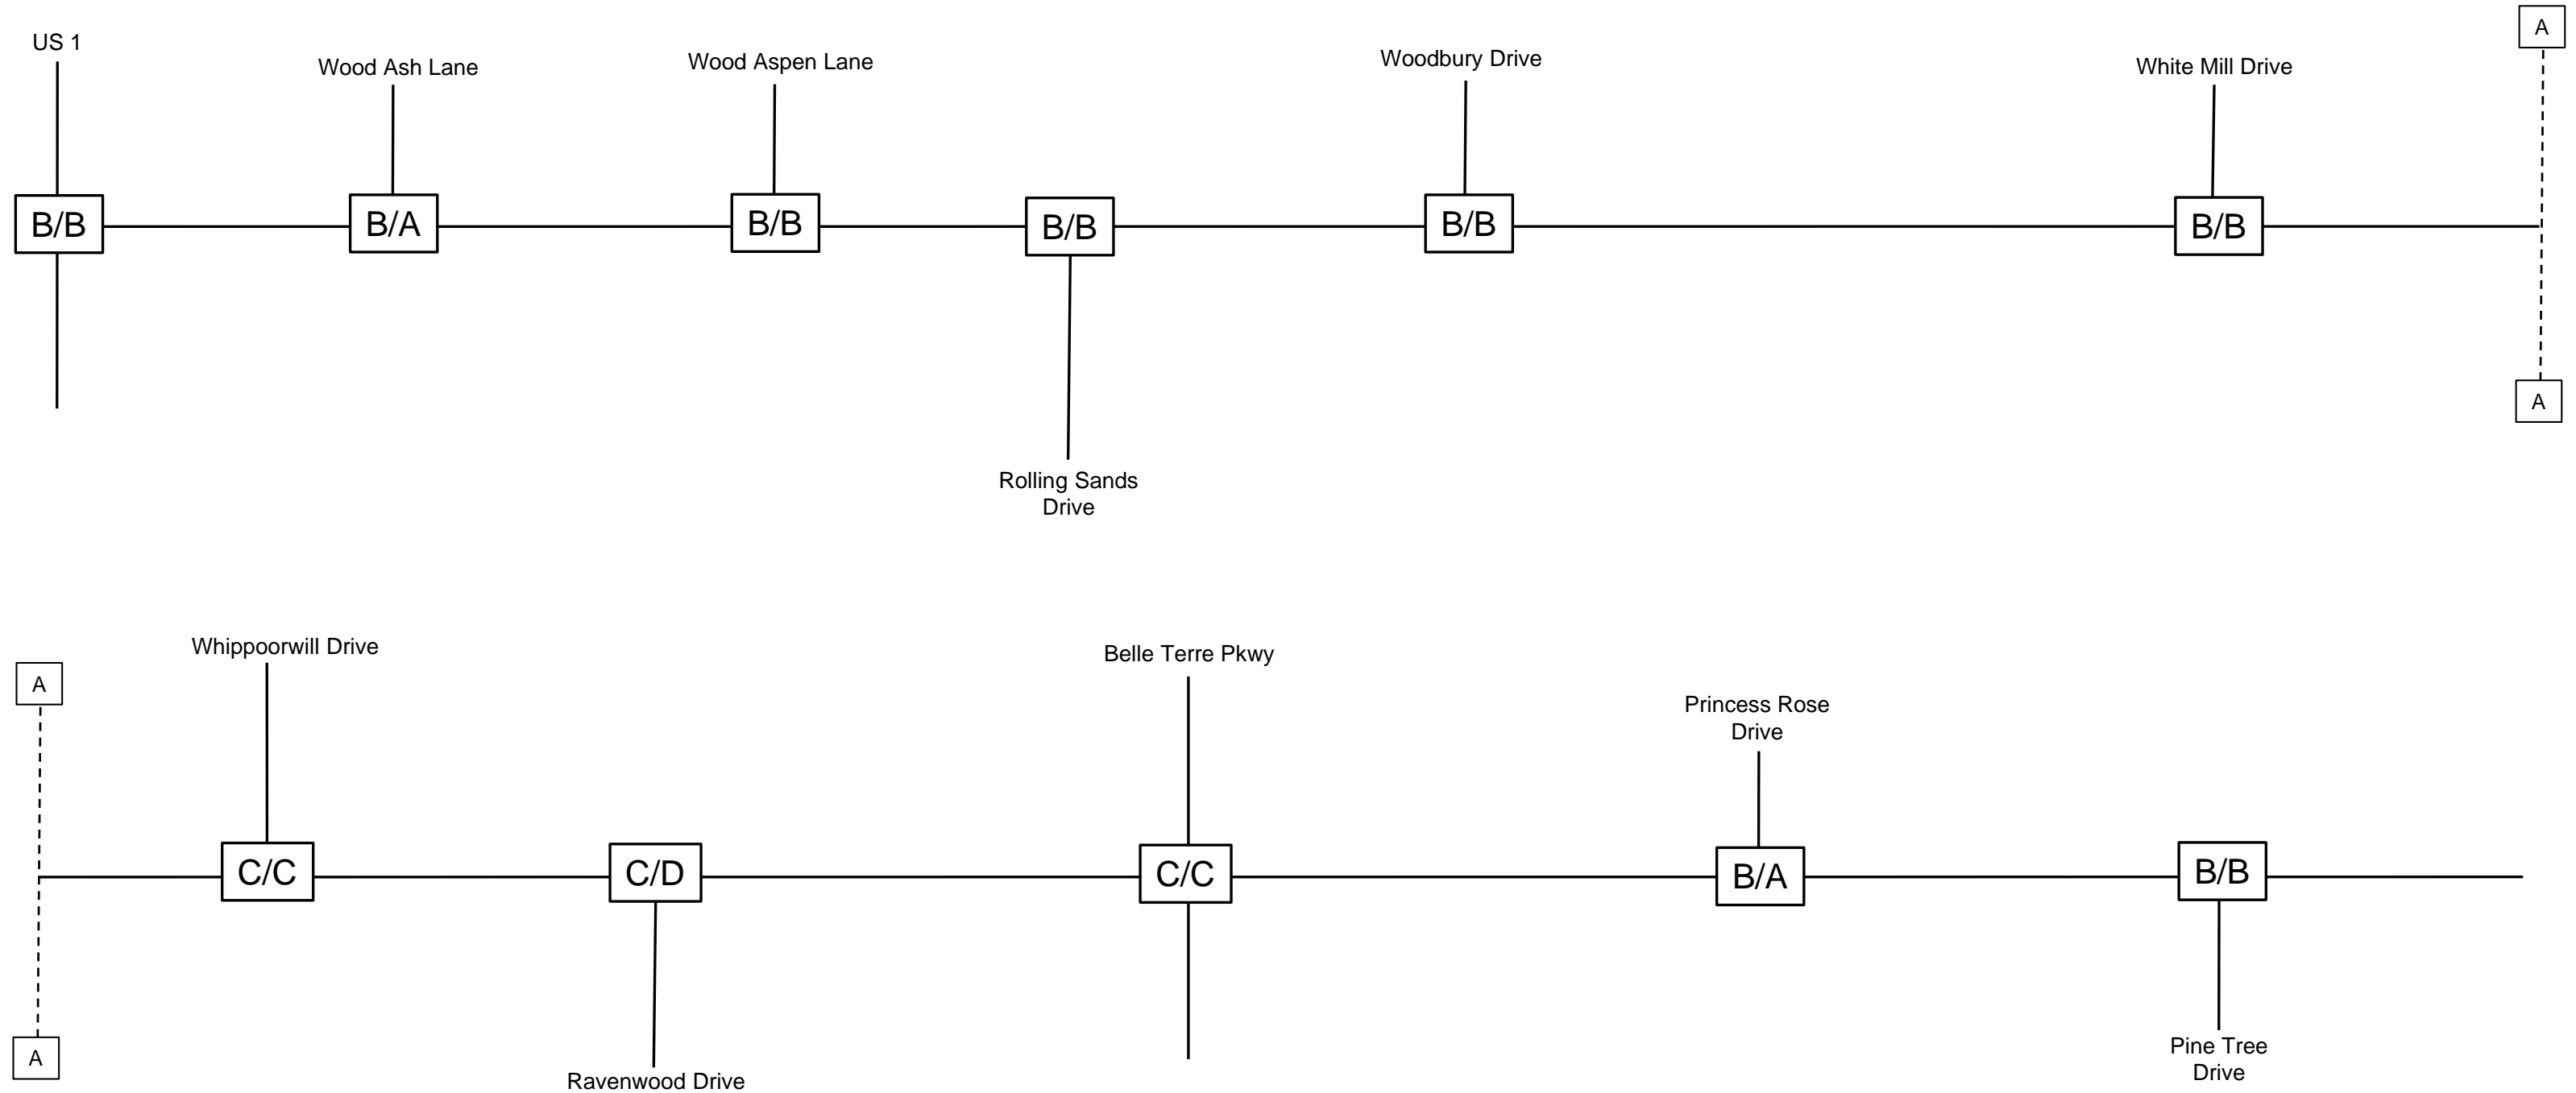 A
US 1
Wood Ash Lane
Wood Aspen Lane
Woodbury Drive
White Mill Drive
B/B
B/A
B/B
B/B
B/B
B/B
A
Rolling Sands
Drive
Whippoorwill Drive
Belle Terre Pkwy
A
Princess Rose
Drive
C/C
C/D
C/C
B/A
B/B
A
Ravenwood Drive
Pine Tree
Drive